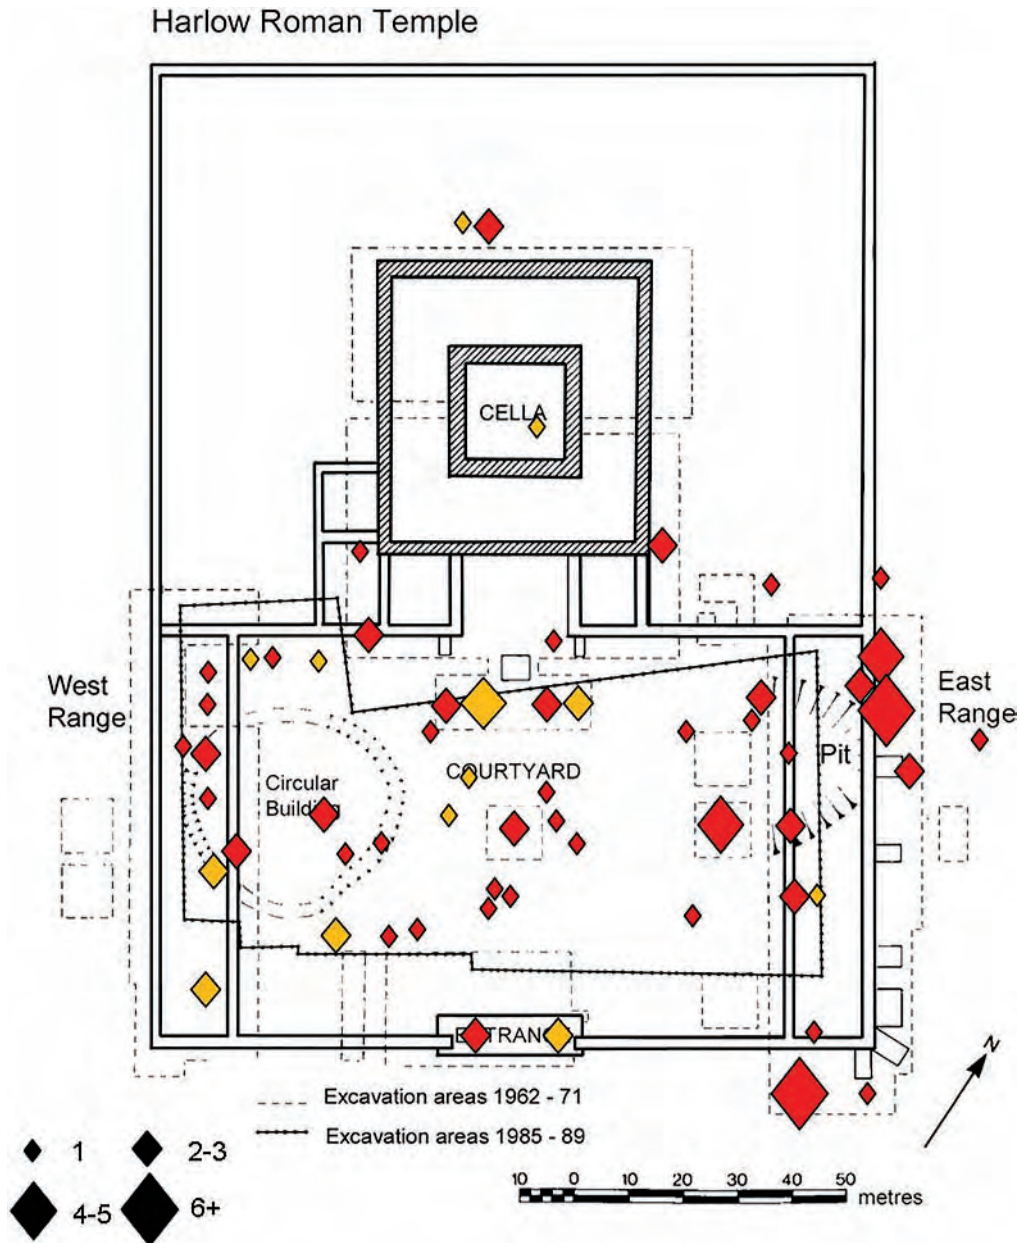 Harlow Roman Temple
CELLA
West
Range
East
Range
Pit
COURTYARD
Circular
Building
ENTRANCE
N
Excavation areas 1962 - 71
Excavation areas 1985 - 89
1
2-3
4-5
6+
10 0 10 20 30 40 50
metres